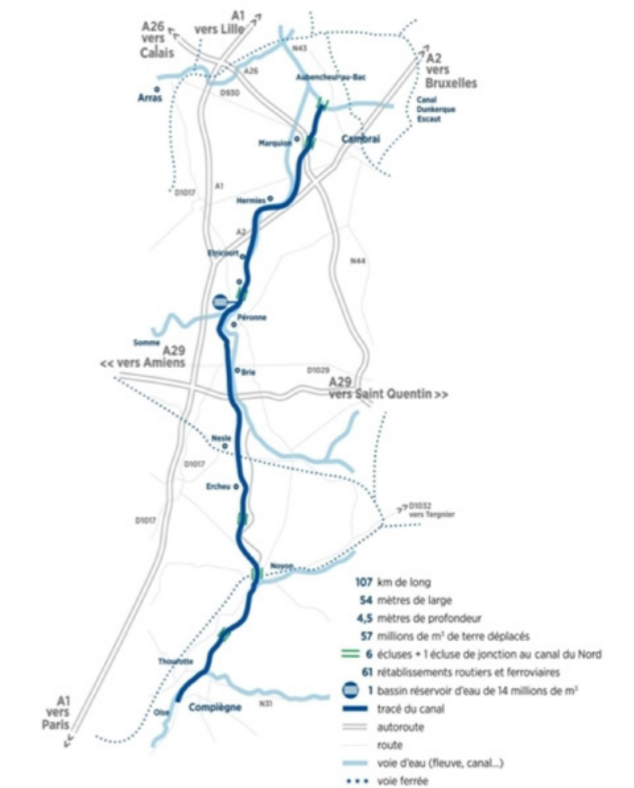 A1
vers Lille
A26
vers
Calais
N43
A26
Aubencheul-au-Bac
A2
vers
Bruxelles
D930
Arras
Canal
Dunkerque
Escaut
Marquion
Cambrai
D1017
A1
Hermies
A2
Etricourt
N44
Péronne
Somme
A29
<< vers Amiens
Brie
D1029
A29
vers Saint Quentin >>
Nesle
D1017
Ercheu
D1017
D1032
vers Tergnier
Noyon
107 km de long
54 mètres de large
4,5 mètres de profondeur
57 millions de m³ de terre déplacés
6 écluses + 1 écluse de jonction au canal du Nord
61 rétablissements routiers et ferroviaires
1 bassin réservoir d'eau de 14 millions de m³
tracé du canal
autoroute
route
voie d'eau (fleuve, canal...)
voie ferrée
Thourotte
Oise
Compiègne
N31
A1
vers
Paris